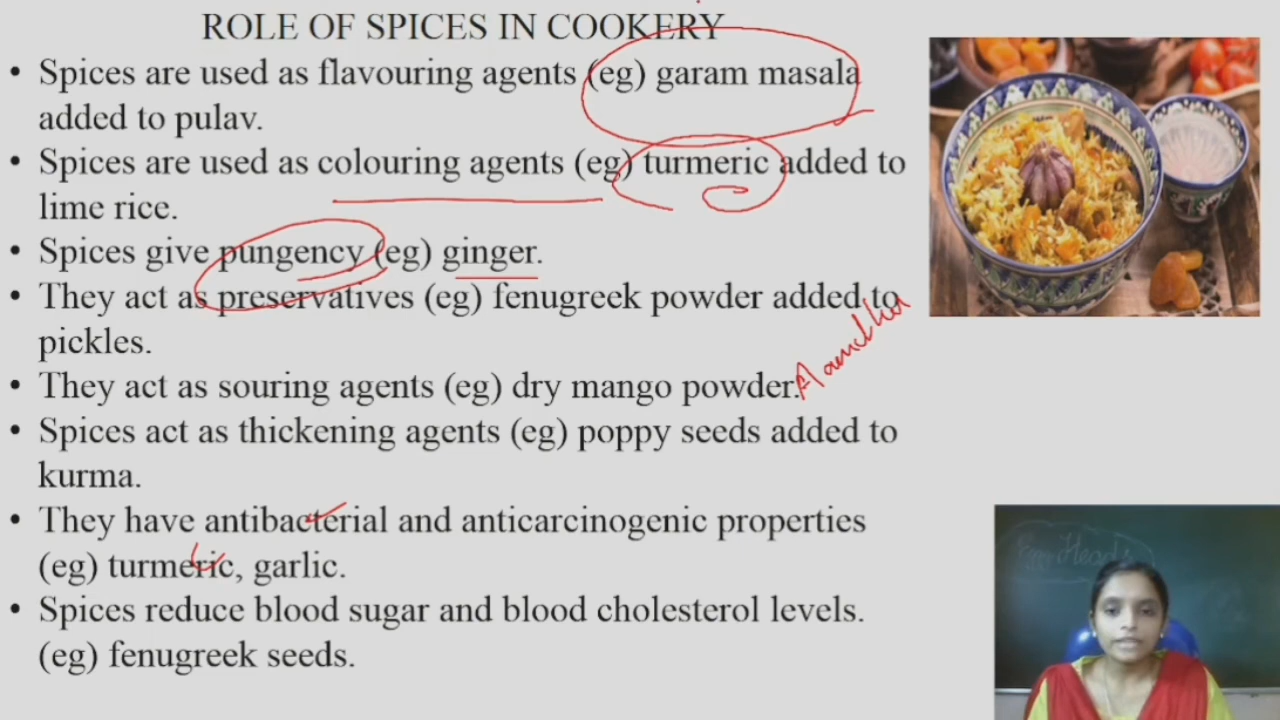 ROLE OF SPICES IN COOKERY
• Spices are used as flavouring agents (eg) garam masala
added to pulav.
• Spices are used as colouring agents (eg) turmeric added to
lime rice.
• Spices give pungency (eg) ginger.
• They act as preservatives (eg) fenugreek powder added to
pickles.
• They act as souring agents (eg) dry mango powder.
• Spices act as thickening agents (eg) poppy seeds added to
kurma.
• They have antibacterial and anticarcinogenic properties
(eg) turmeric, garlic.
• Spices reduce blood sugar and blood cholesterol levels.
(eg) fenugreek seeds.